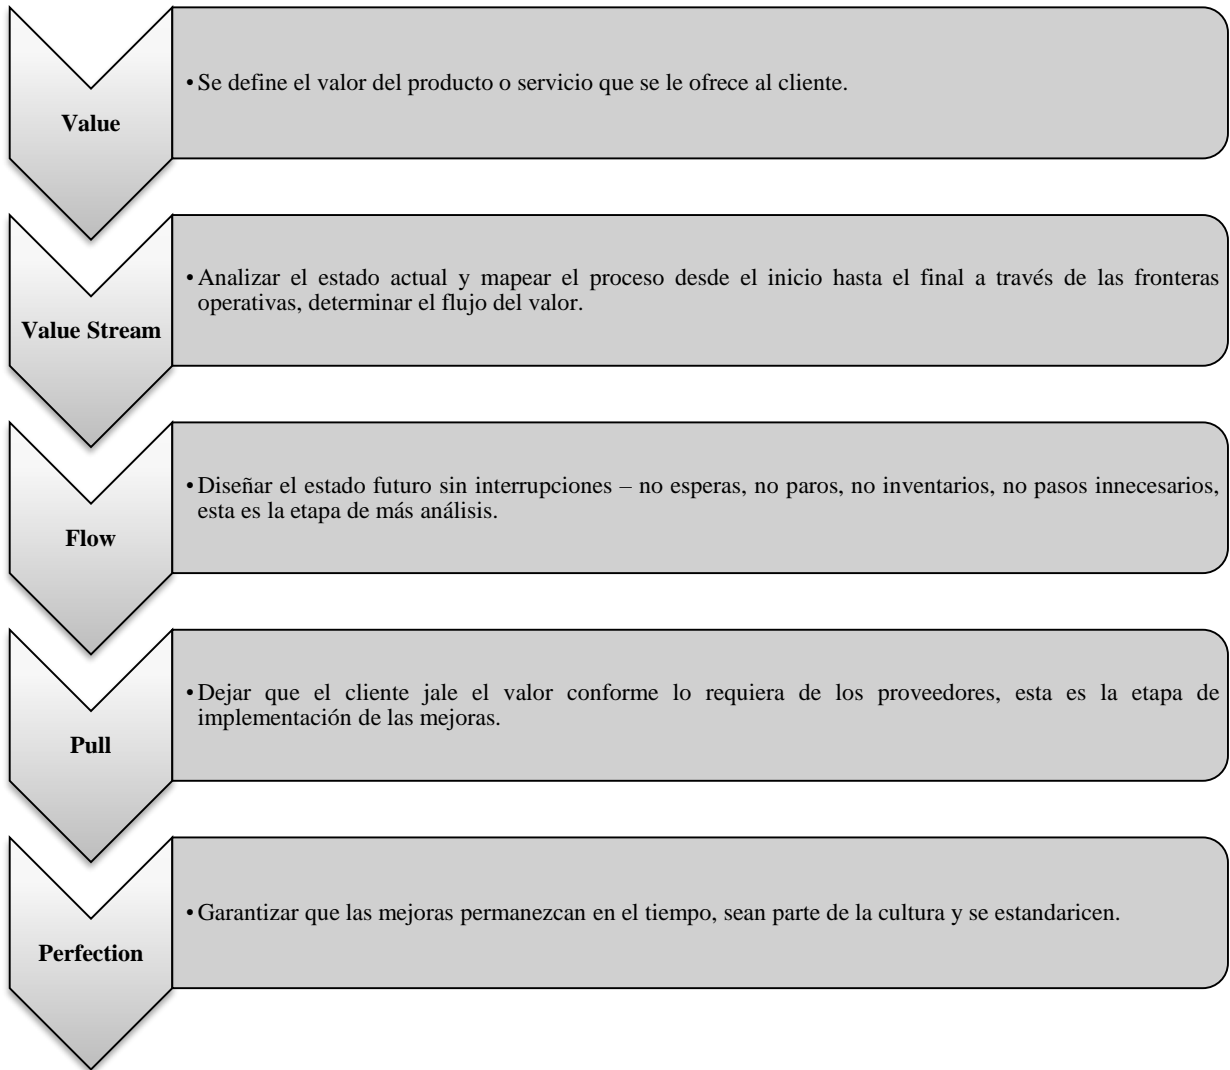 Value
• Se define el valor del producto o servicio que se le ofrece al cliente.
Value Stream
• Analizar el estado actual y mapear el proceso desde el inicio hasta el final a través de las fronteras
operativas, determinar el flujo del valor.
Flow
• Diseñar el estado futuro sin interrupciones – no esperas, no paros, no inventarios, no pasos innecesarios,
esta es la etapa de más análisis.
Pull
• Dejar que el cliente jale el valor conforme lo requiera de los proveedores, esta es la etapa de
implementación de las mejoras.
Perfection
• Garantizar que las mejoras permanezcan en el tiempo, sean parte de la cultura y se estandaricen.